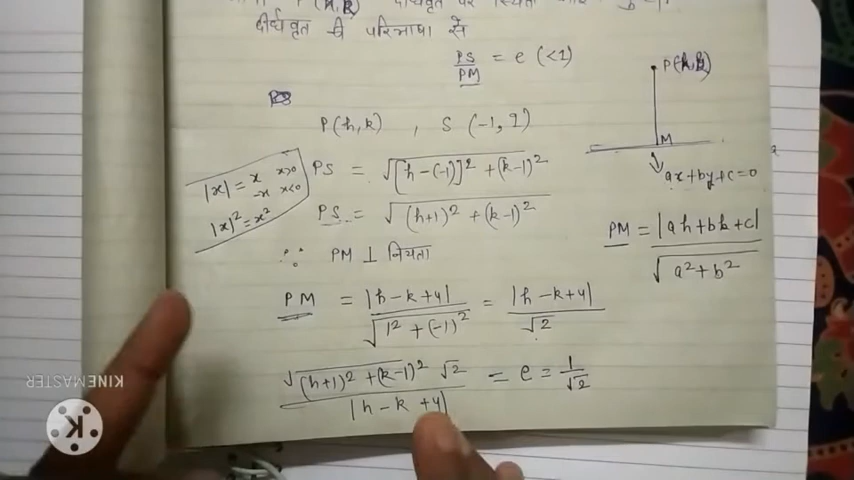 दीर्घवृत की परिभाषा से
PS/PM = e (<1)
P(h,k)
P(h,k) , S (-1, 1)
M
|x| = x x>0
-x x<0
|x|² = x²
PS = √[h-(-1)]² + (k-1)²
ax+by+c=0
PS = √(h+1)² + (k-1)²
PM = |ah+bk+c| / √a²+b²
∴ PM ⊥ नियता
PM = |h-k+4| / √1²+(-1)² = |h-k+4| / √2
√(h+1)² + (k-1)² √2 / |h-k+4| = e = 1/√2
KINEMASTER